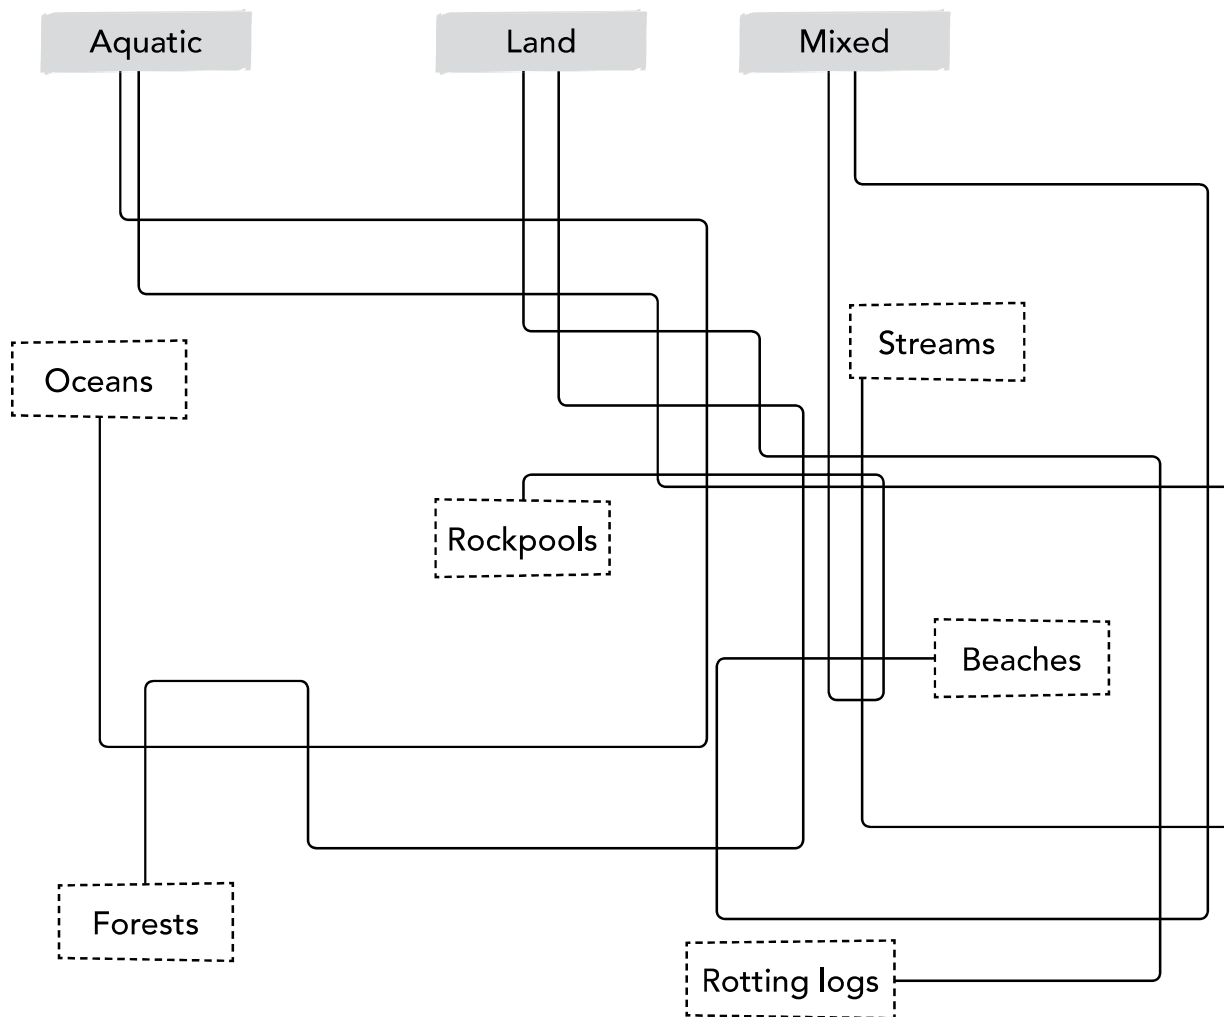 Aquatic
Land
Mixed
Streams
Oceans
Rockpools
Beaches
Forests
Rotting logs